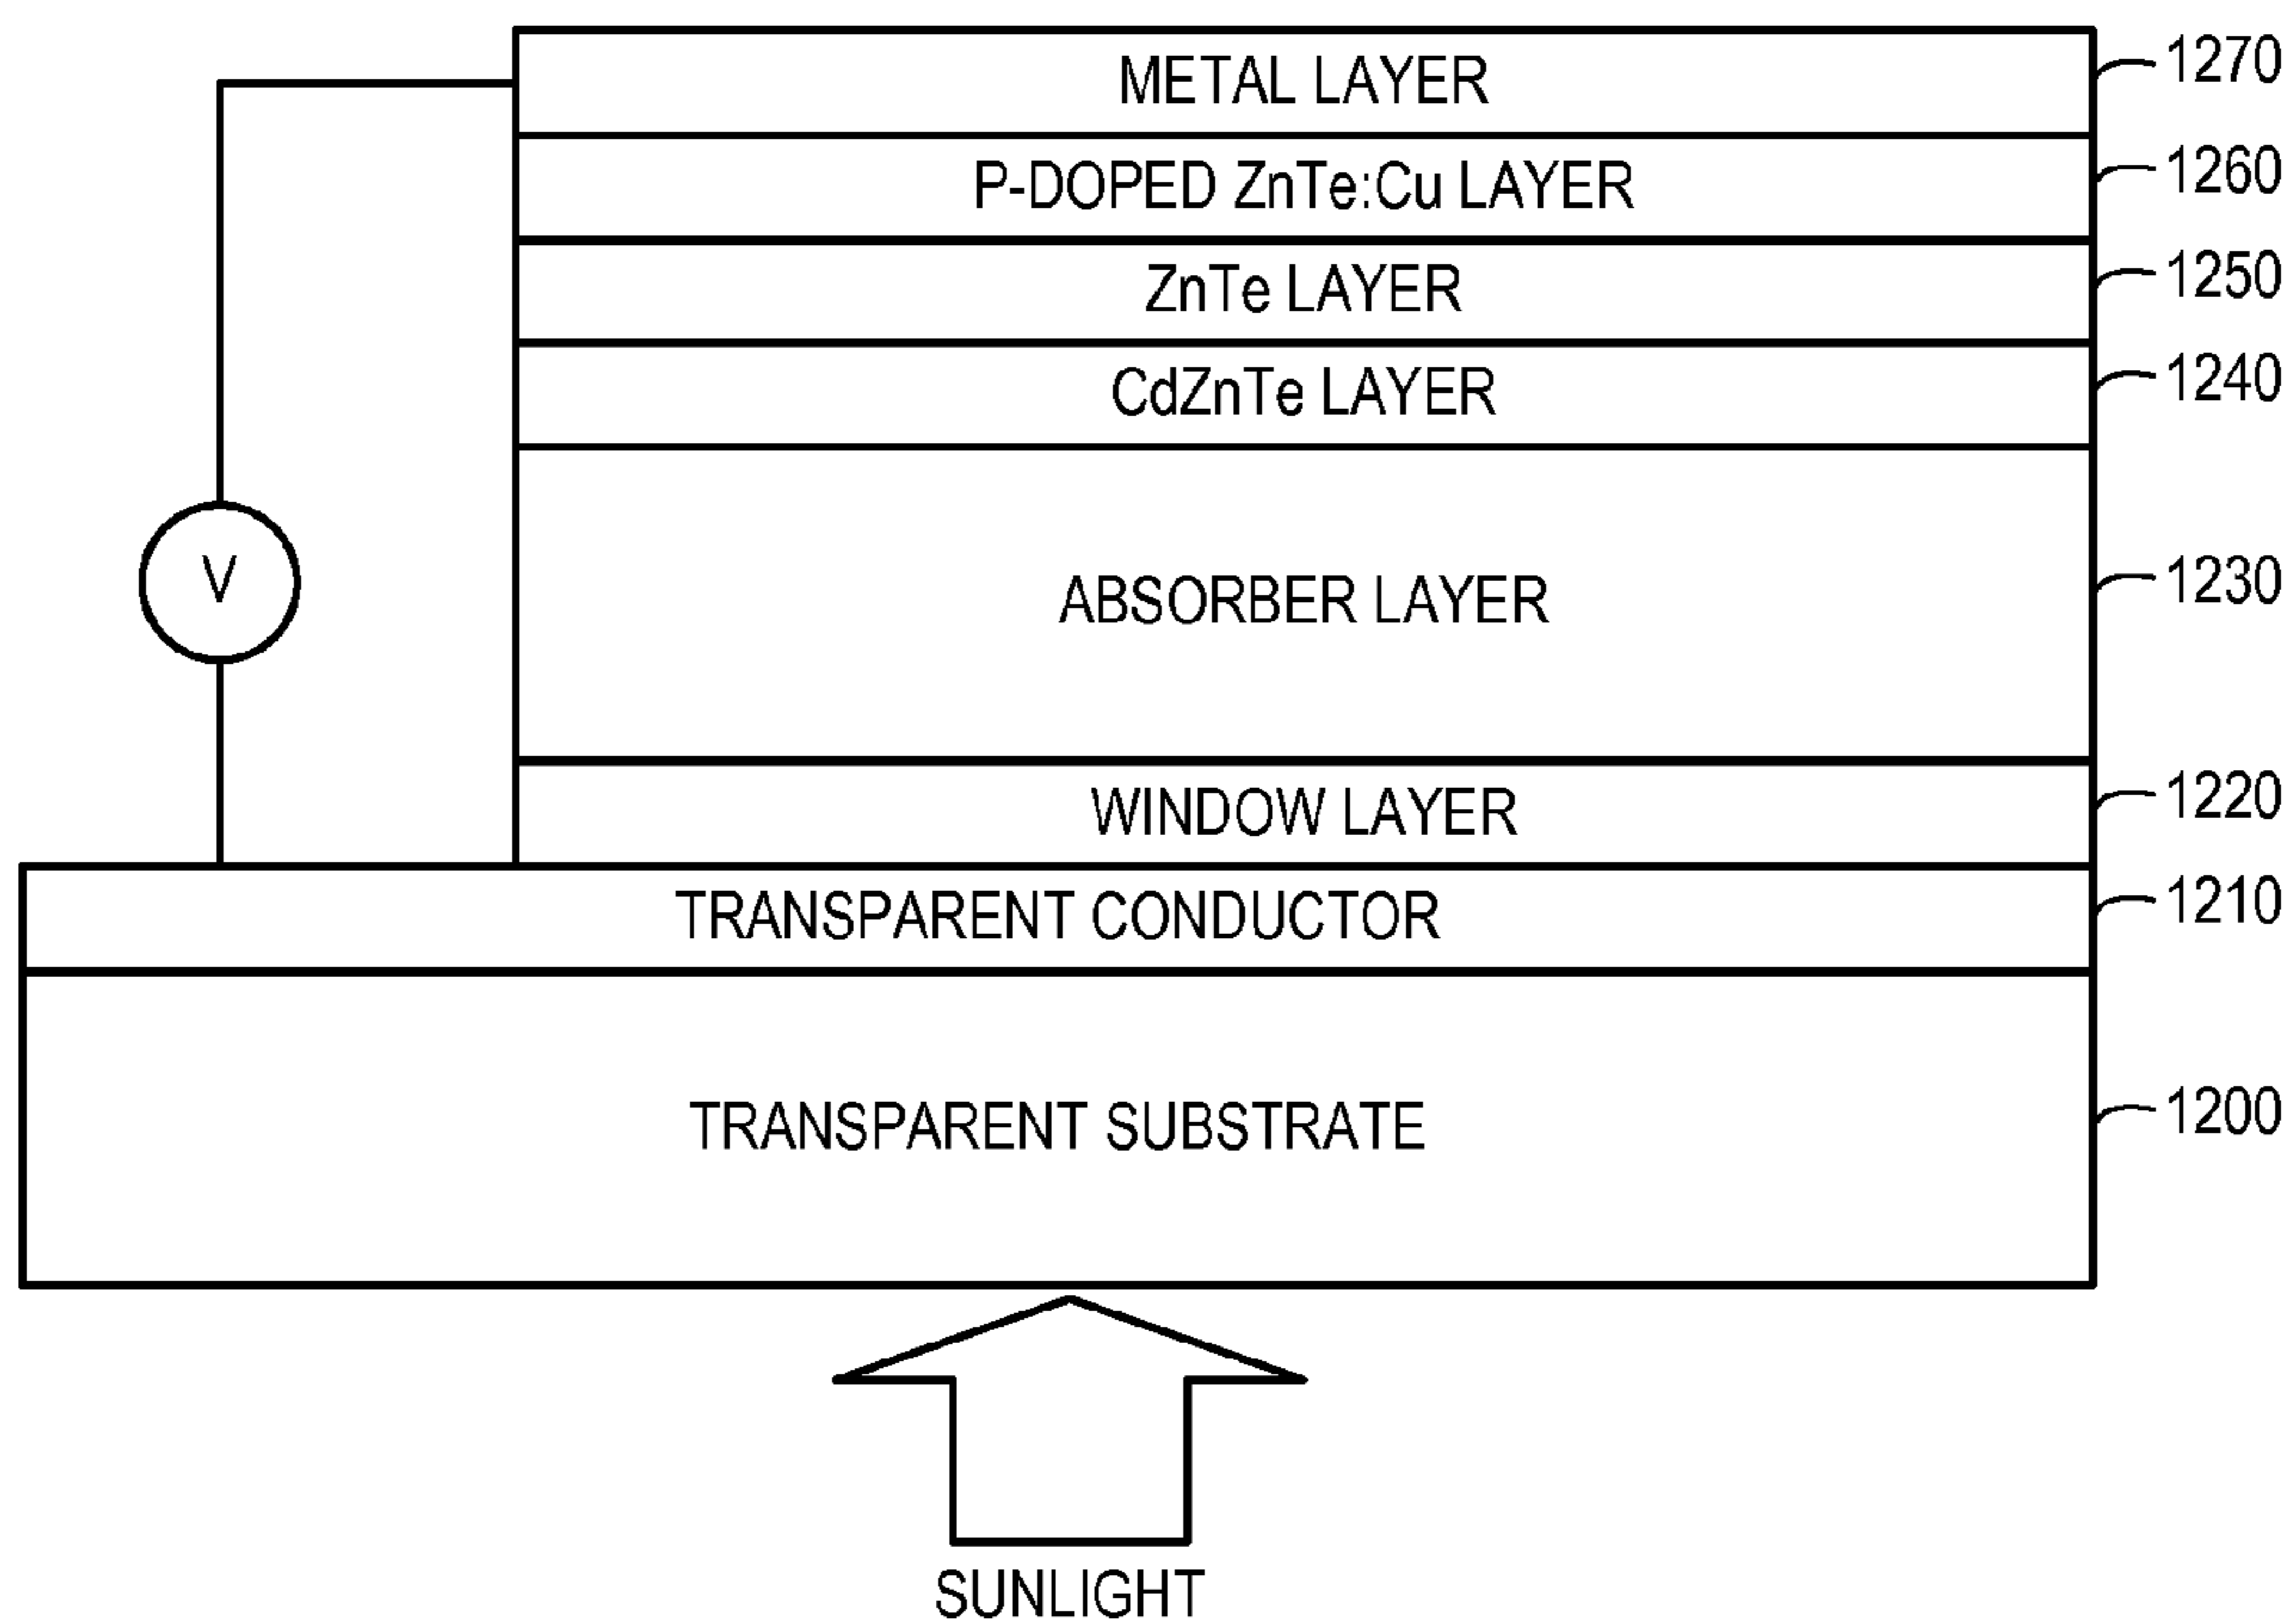 METAL LAYER 1270
P-DOPED ZnTe:Cu LAYER 1260
ZnTe LAYER 1250
CdZnTe LAYER 1240
V ABSORBER LAYER 1230
WINDOW LAYER 1220
TRANSPARENT CONDUCTOR 1210
TRANSPARENT SUBSTRATE 1200
SUNLIGHT